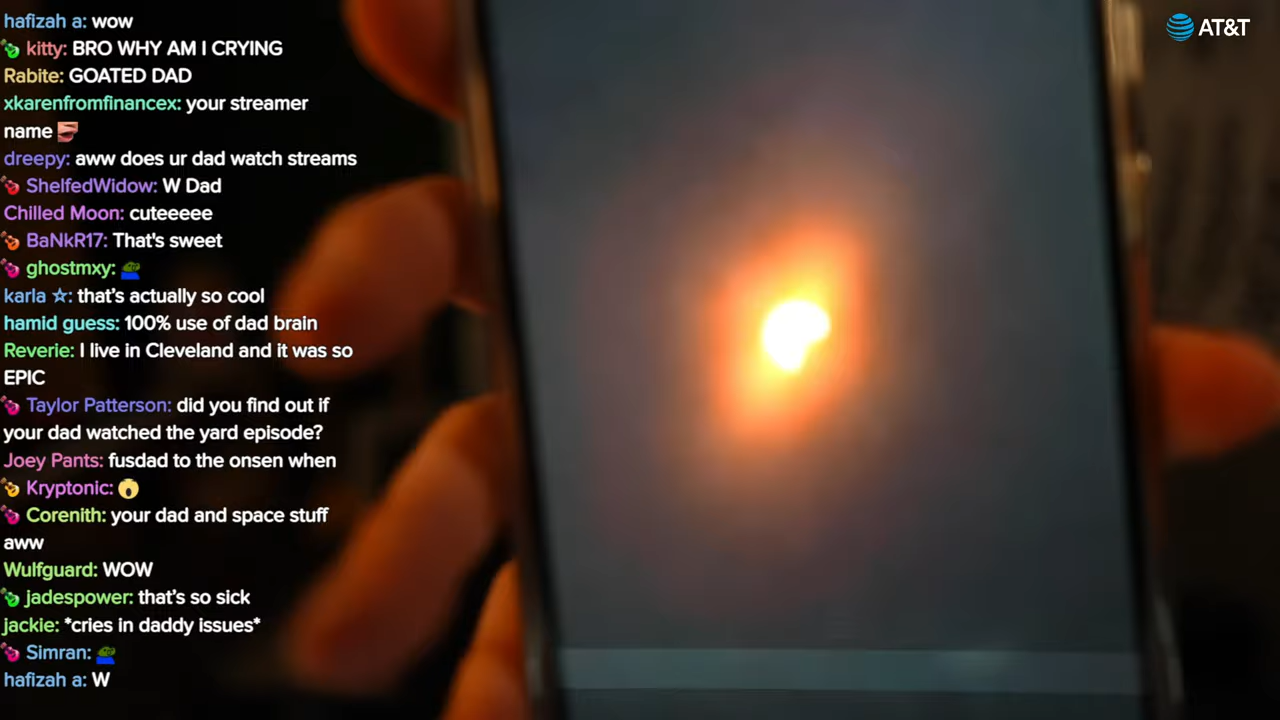 hafizah a: wow
AT&T
kitty: BRO WHY AM I CRYING
Rabite: GOATED DAD
xkarenfromfinancex: your streamer
name
dreepy: aww does ur dad watch streams
ShelfedWidow: W Dad
Chilled Moon: cuteeeee
BaNkR17: That's sweet
ghostmxy:
karla ☆: that’s actually so cool
hamid guess: 100% use of dad brain
Reverie: I live in Cleveland and it was so
EPIC
Taylor Patterson: did you find out if
your dad watched the yard episode?
Joey Pants: fusdad to the onsen when
Kryptonic:
Corenith: your dad and space stuff
aww
Wulfguard: WOW
jadespower: that’s so sick
jackie: *cries in daddy issues*
Simran:
hafizah a: W